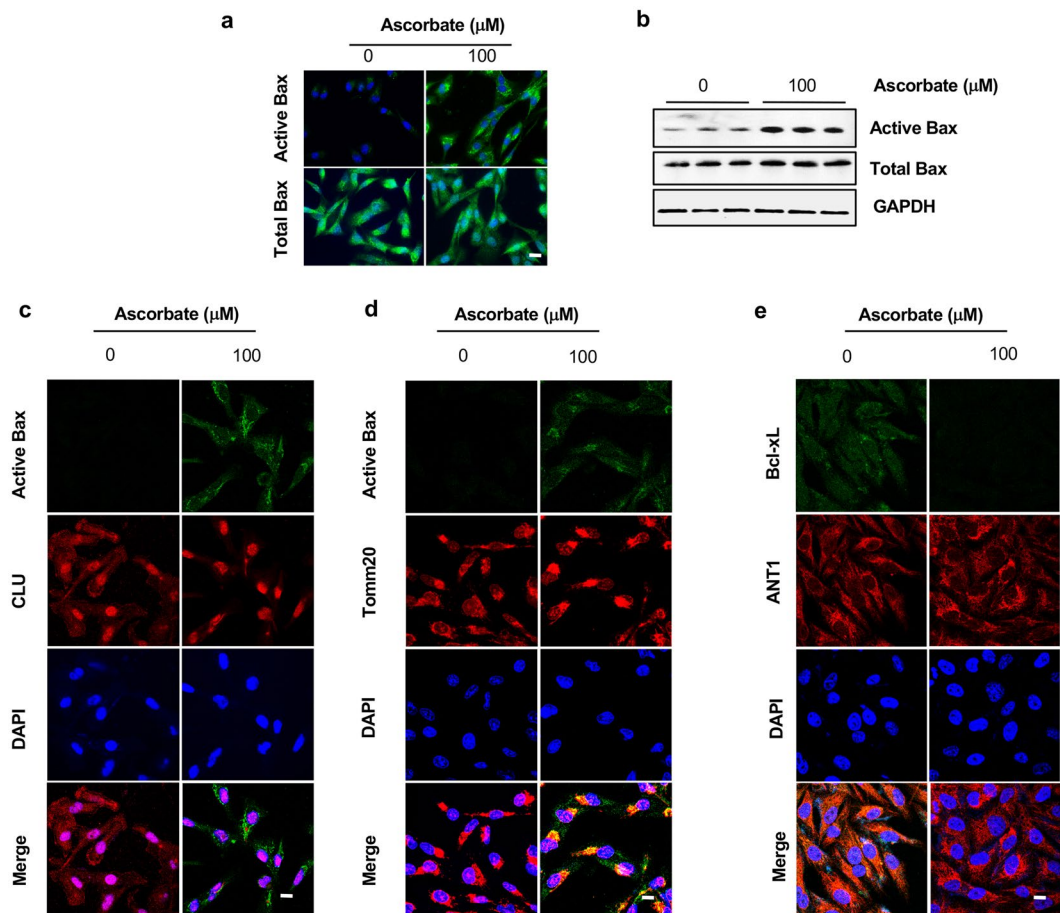 a
Ascorbate (μM)
0 100
Active Bax
Total Bax
b
0 100 Ascorbate (μM)
Active Bax
Total Bax
GAPDH
c
Ascorbate (μM)
0 100
Active Bax
CLU
DAPI
Merge
d
Ascorbate (μM)
0 100
Active Bax
Tomm20
DAPI
Merge
e
Ascorbate (μM)
0 100
Bcl-xL
ANT1
DAPI
Merge